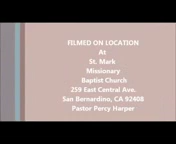 FILMED ON LOCATION
At
St. Mark
Missionary
Baptist Church
259 East Central Ave.
San Bernardino, CA 92408
Pastor Percy Harper